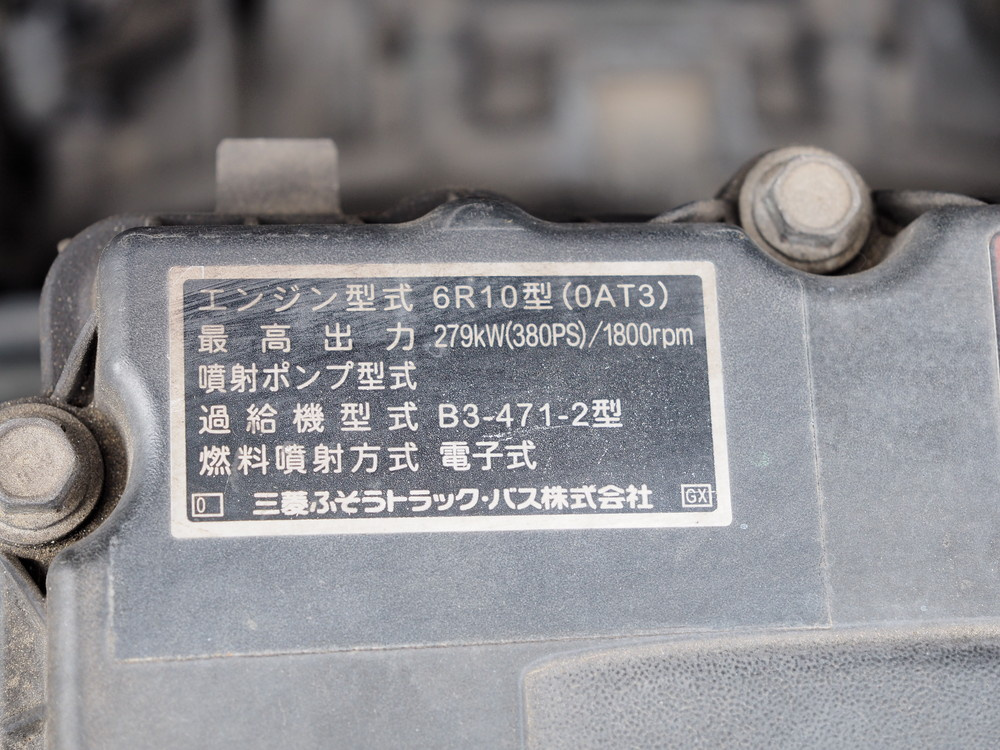 エンジン型式 6R10型(0AT3)
最高出力 279kW(380PS)/1800rpm
噴射ポンプ型式
過給機型式 B3-471-2型
燃料噴射方式 電子式
0 三菱ふそうトラック・バス株式会社 GX